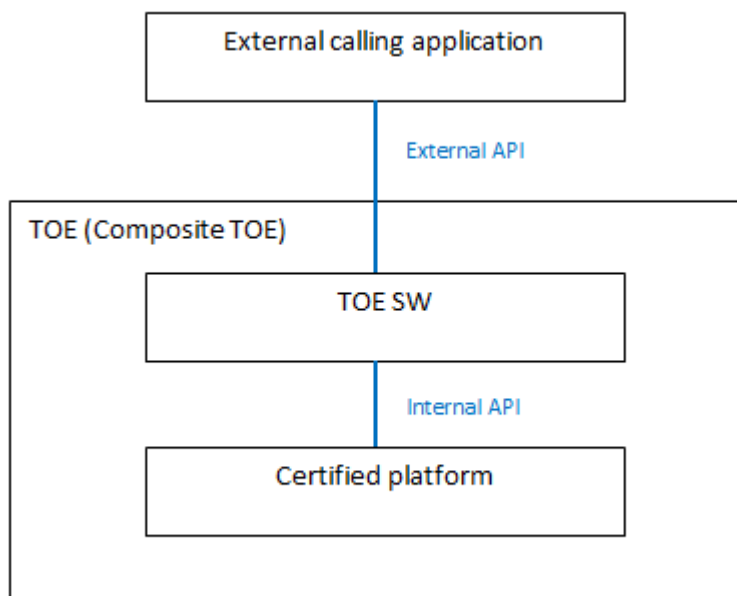 External calling application
External API
TOE (Composite TOE)
TOE SW
Internal API
Certified platform